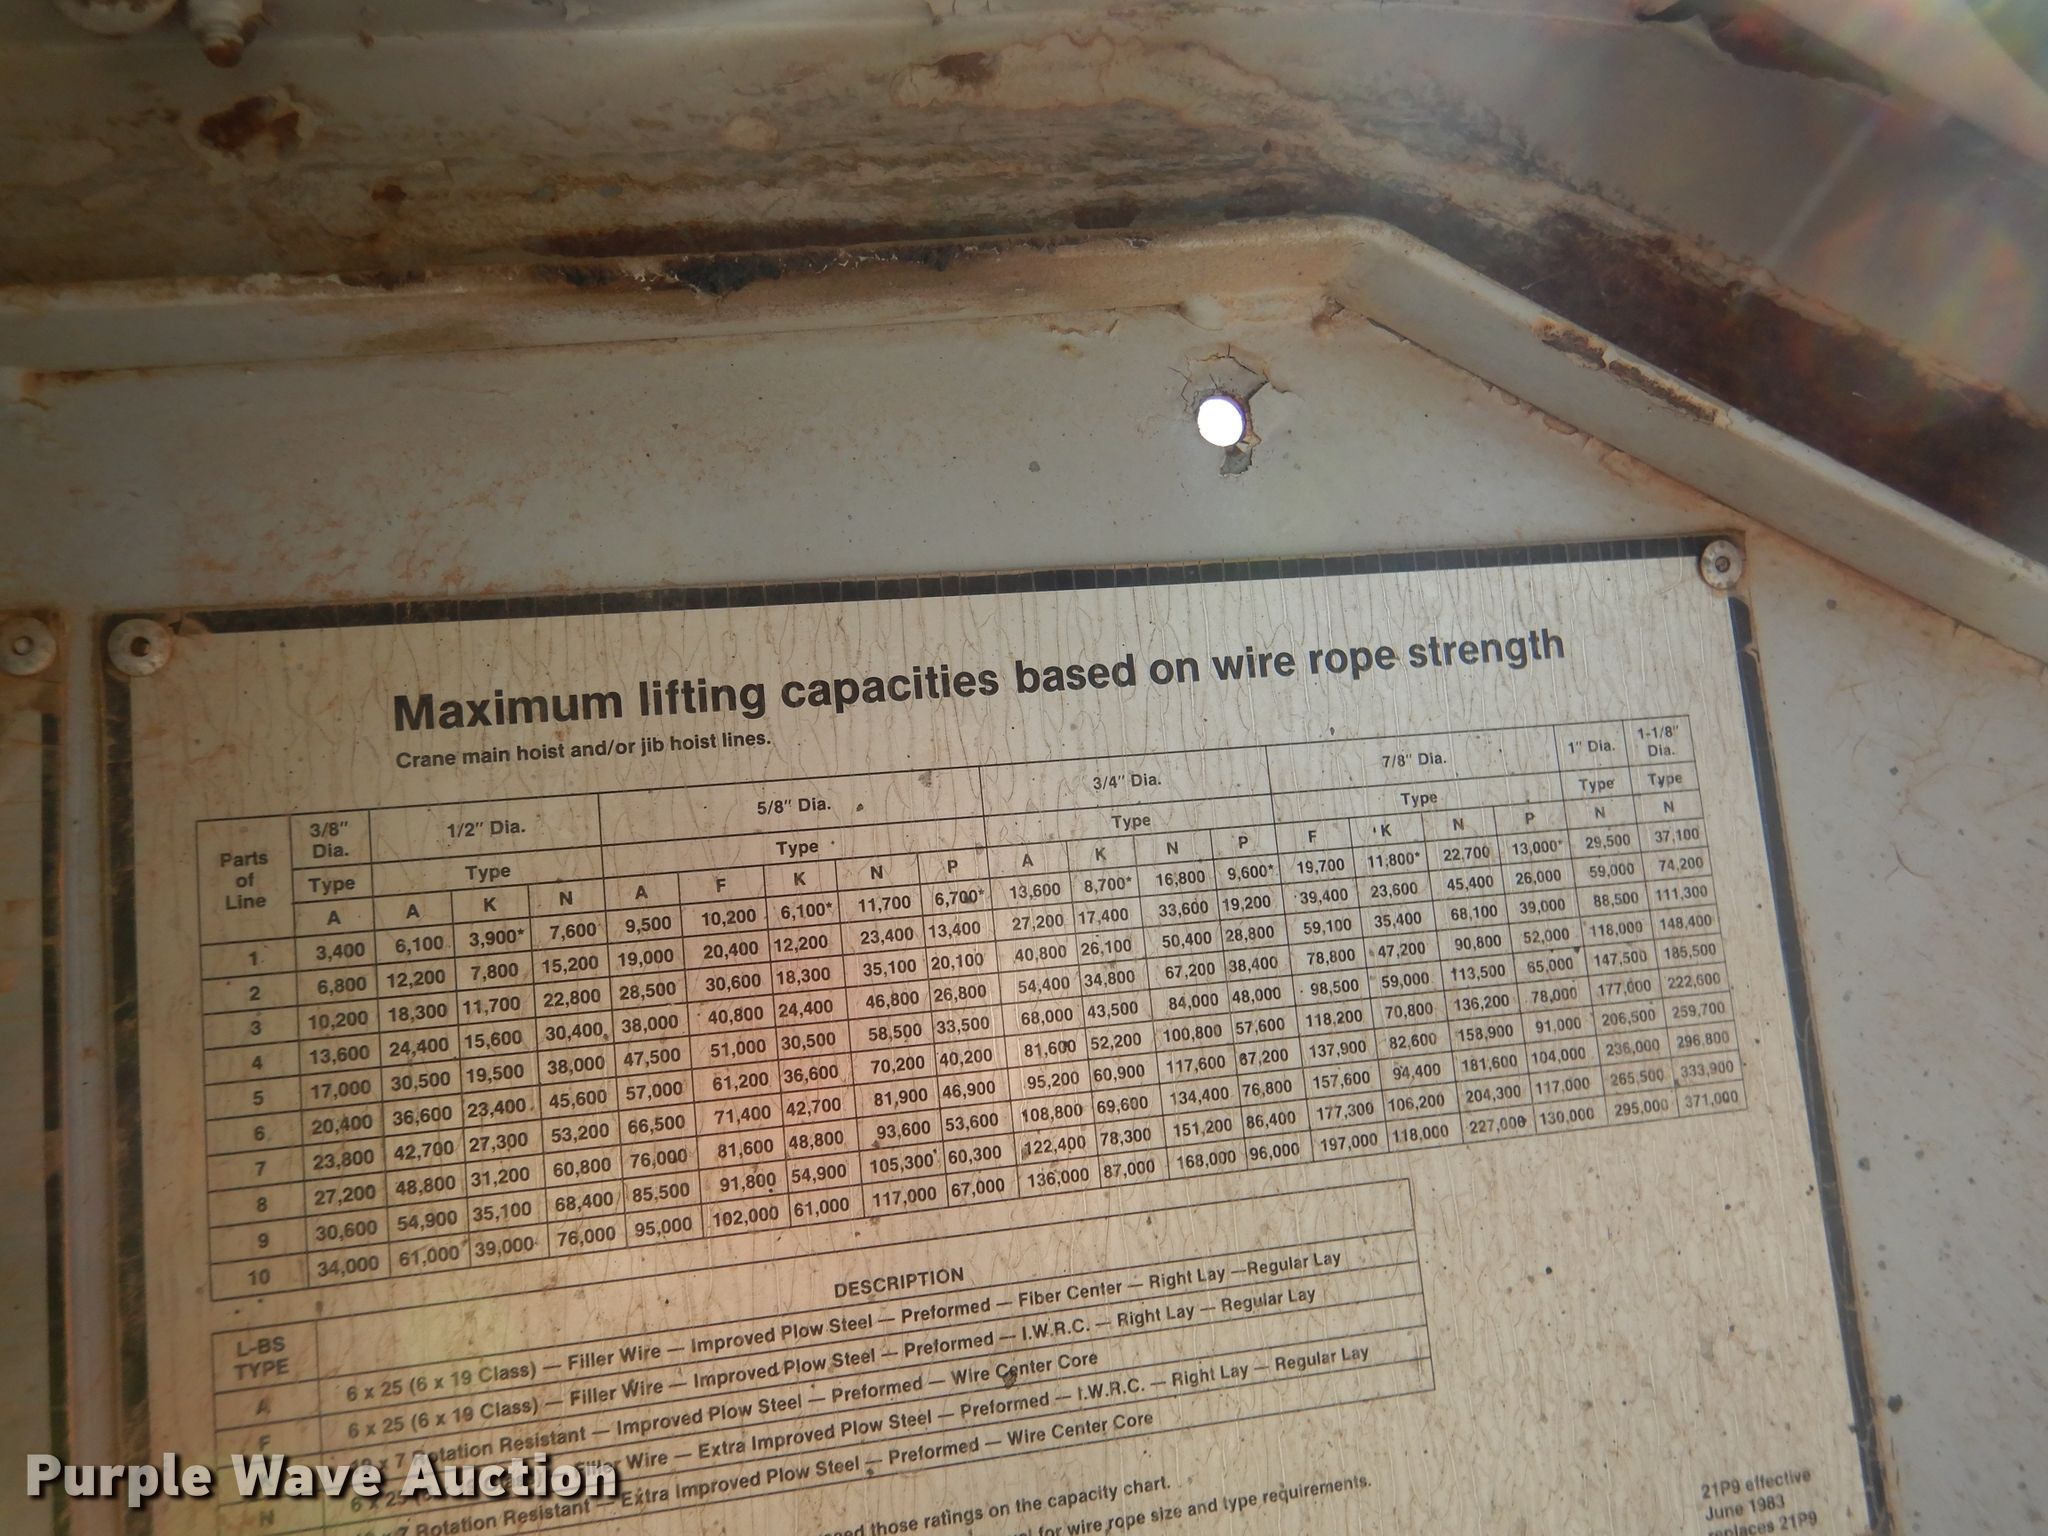 Maximum lifting capacities based on wire rope strength
Crane main hoist and/or jib hoist lines.
Parts of Line 3/8" Dia. 1/2" Dia. 5/8" Dia. 3/4" Dia. 7/8" Dia. 1" Dia. 1-1/8" Dia.
Type Type Type Type Type Type Type
A A K N A F K N P A K N P F K N P N N
1 3,400 6,100 3,900* 7,600 9,500 10,200 6,100* 11,700 6,700* 13,600 8,700* 16,800 9,600* 19,700 11,800* 22,700 13,000* 29,500 37,100
2 6,800 12,200 7,800 15,200 19,000 20,400 12,200 23,400 13,400 27,200 17,400 33,600 19,200 39,400 23,600 45,400 26,000 59,000 74,200
3 10,200 18,300 11,700 22,800 28,500 30,600 18,300 35,100 20,100 40,800 26,100 50,400 28,800 59,100 35,400 68,100 39,000 88,500 111,300
4 13,600 24,400 15,600 30,400 38,000 40,800 24,400 46,800 26,800 54,400 34,800 67,200 38,400 78,800 47,200 90,800 52,000 118,000 148,400
5 17,000 30,500 19,500 38,000 47,500 51,000 30,500 58,500 33,500 68,000 43,500 84,000 48,000 98,500 59,000 113,500 65,000 147,500 185,500
6 20,400 36,600 23,400 45,600 57,000 61,200 36,600 70,200 40,200 81,600 52,200 100,800 57,600 118,200 70,800 136,200 78,000 177,000 222,600
7 23,800 42,700 27,300 53,200 66,500 71,400 42,700 81,900 46,900 95,200 60,900 117,600 67,200 137,900 82,600 158,900 91,000 206,500 259,700
8 27,200 48,800 31,200 60,800 76,000 81,600 48,800 93,600 53,600 108,800 69,600 134,400 76,800 157,600 94,400 181,600 104,000 236,000 296,800
9 30,600 54,900 35,100 68,400 85,500 91,800 54,900 105,300 60,300 122,400 78,300 151,200 86,400 177,300 106,200 204,300 117,000 265,500 333,900
10 34,000 61,000 39,000 76,000 95,000 102,000 61,000 117,000 67,000 136,000 87,000 168,000 96,000 197,000 118,000 227,000 130,000 295,000 371,000
L-BS TYPE DESCRIPTION
A 6 x 25 (6 x 19 Class) — Filler Wire — Improved Plow Steel — Preformed — Fiber Center — Right Lay —Regular Lay
F 6 x 25 (6 x 19 Class) — Filler Wire — Improved Plow Steel — Preformed — I.W.R.C. — Right Lay — Regular Lay
x 7 Rotation Resistant — Improved Plow Steel — Preformed — Wire Center Core
N 6 x 25 Wire — Extra Improved Plow Steel — Preformed — I.W.R.C. — Right Lay — Regular Lay
x 7 Rotation Resistant — Extra Improved Plow Steel — Preformed — Wire Center Core
those ratings on the capacity chart.
for wire rope size and type requirements.
21P9 effective
June 1983
replaces 21P9
Purple Wave Auction